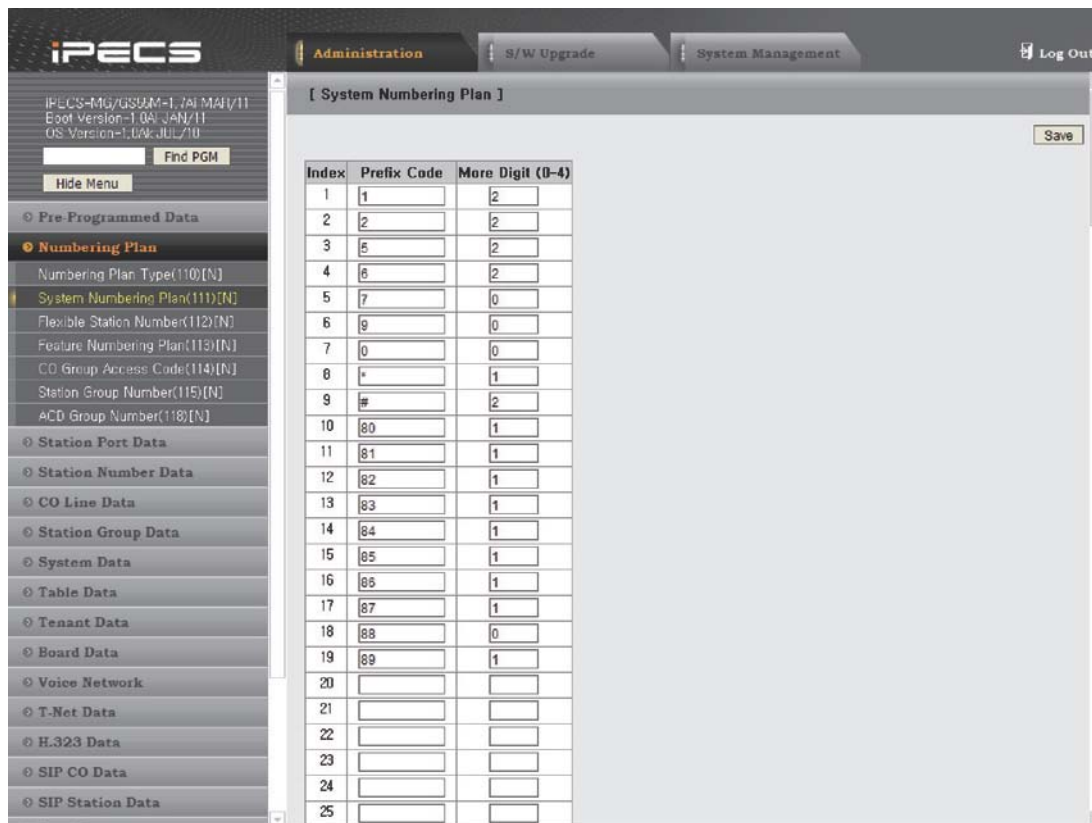 iPECS
Administration
S/W Upgrade
System Management
Log Out
IPECS-MG/GS55M-1.7Al MAR/11
Boot Version-1.0Al JAN/11
OS Version-1.0Ak JUL/10
Find PGM
Hide Menu
Pre-Programmed Data
Numbering Plan
Numbering Plan Type(110)[N]
System Numbering Plan(111)[N]
Flexible Station Number(112)[N]
Feature Numbering Plan(113)[N]
CO Group Access Code(114)[N]
Station Group Number(115)[N]
ACD Group Number(118)[N]
Station Port Data
Station Number Data
CO Line Data
Station Group Data
System Data
Table Data
Tenant Data
Board Data
Voice Network
T-Net Data
H.323 Data
SIP CO Data
SIP Station Data
[ System Numbering Plan ]
Save
Index Prefix Code More Digit (0-4)
1 1 2
2 2 2
3 5 2
4 6 2
5 7 0
6 9 0
7 0 0
8 * 1
9 # 2
10 80 1
11 81 1
12 82 1
13 83 1
14 84 1
15 85 1
16 86 1
17 87 1
18 88 0
19 89 1
20
21
22
23
24
25